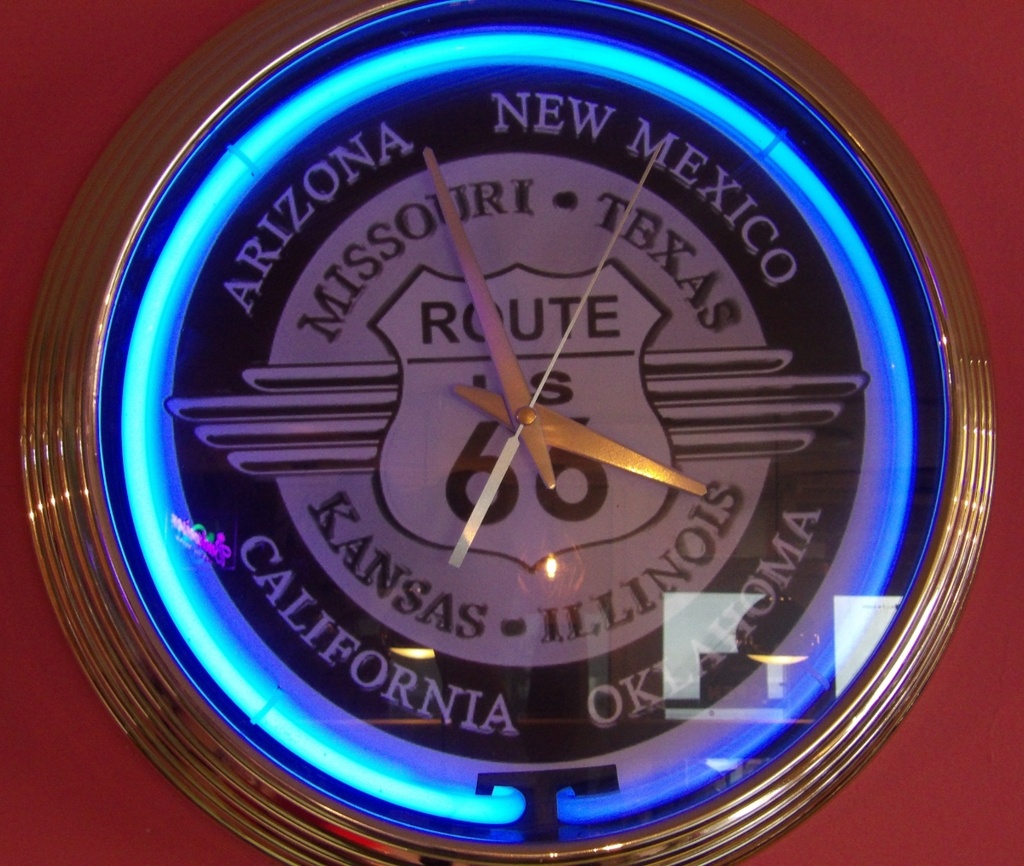 ARIZONA
NEW MEXICO
MISSOURI • TEXAS
ROUTE
US
66
KANSAS • ILLINOIS
CALIFORNIA
OKLAHOMA